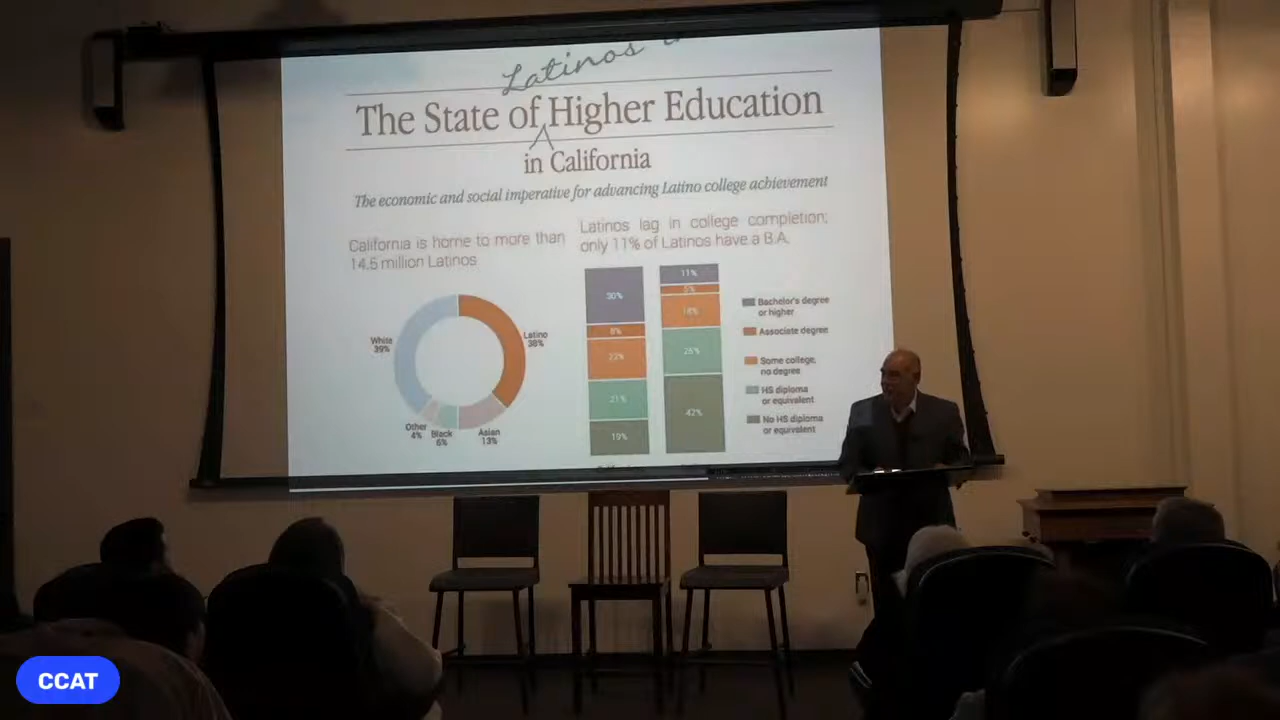 Latinos
The State of Higher Education
in California
The economic and social imperative for advancing Latino college achievement
California is home to more than
14.5 million Latinos
Latinos lag in college completion;
only 11% of Latinos have a B.A.
White
39%
Latino
38%
Other
4%
Black
6%
Asian
13%
30%
8%
22%
21%
19%
11%
5%
18%
25%
42%
Bachelor's degree
or higher
Associate degree
Some college,
no degree
HS diploma
or equivalent
No HS diploma
or equivalent
CCAT